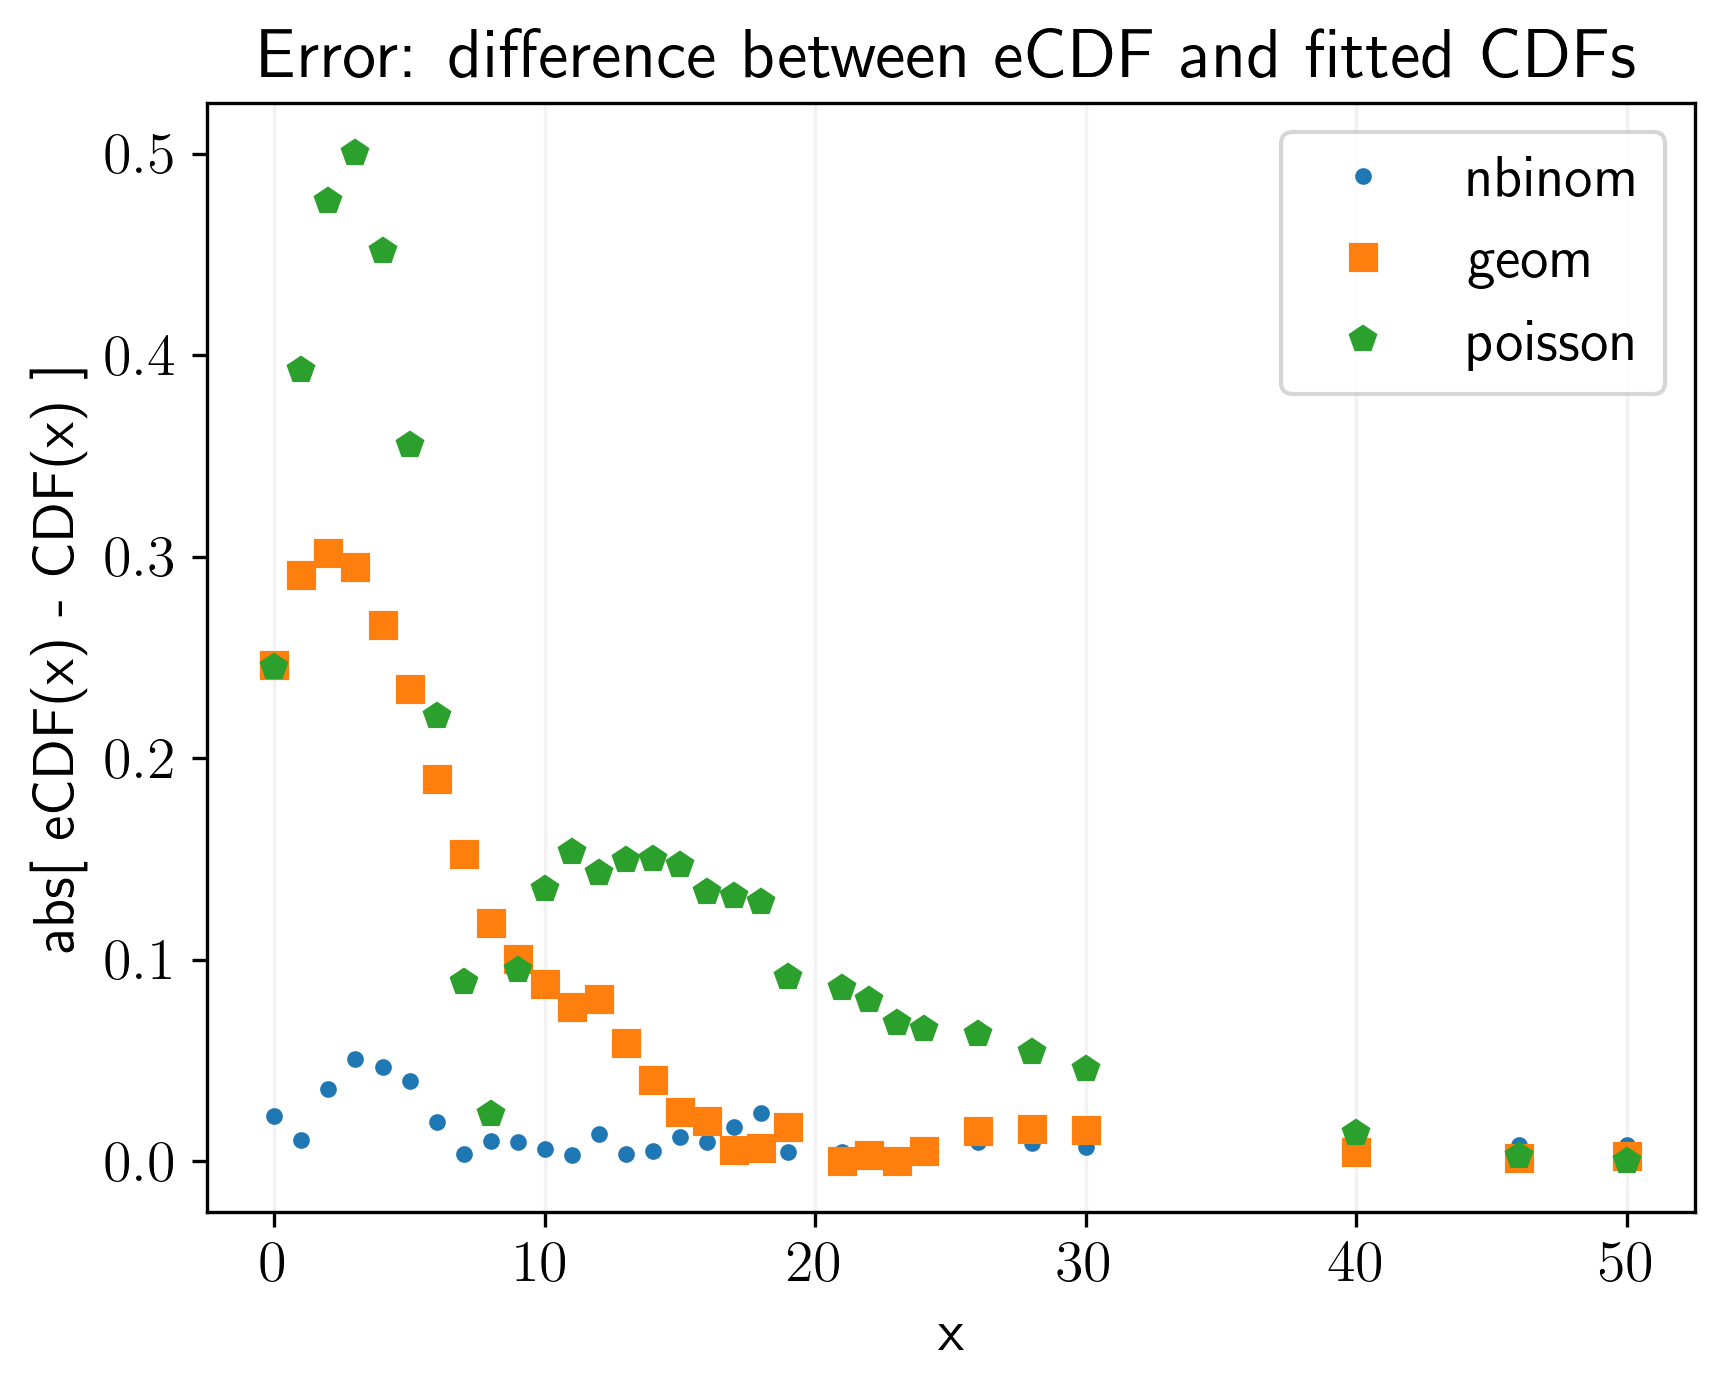 Error: difference between eCDF and fitted CDFs
abs[ eCDF(x) - CDF(x) ]
0.5
0.4
0.3
0.2
0.1
0.0
nbinom
geom
poisson
0 10 20 30 40 50
x